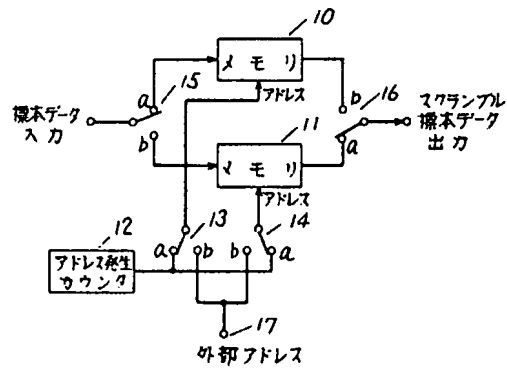 10
メモリ
アドレス
a
15
b
標本データ
入力
b
16
a
スクランブル
標本データ
出力
11
メモリ
アドレス
12
アドレス発生
カウンタ
13
a
b
14
b
a
17
外部アドレス